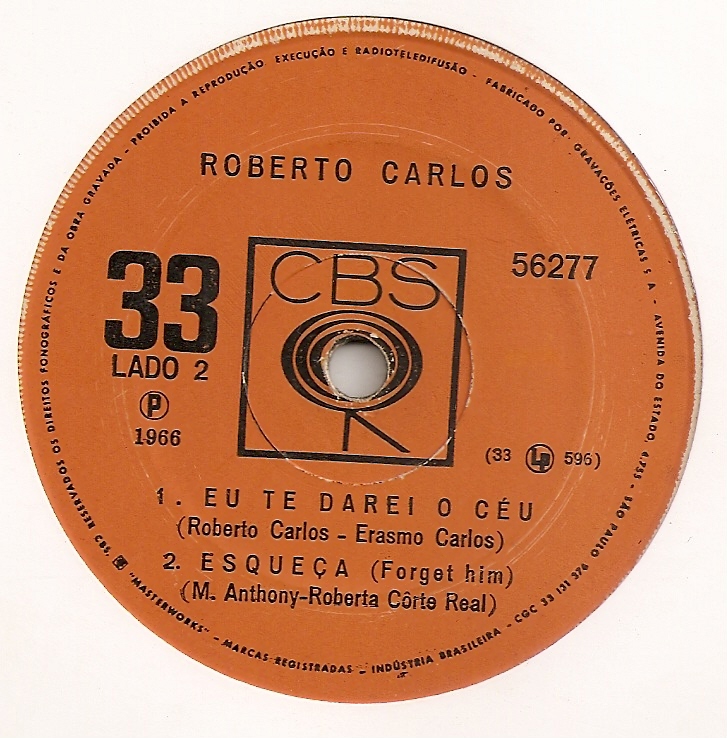 RESERVADOS OS DIREITOS FONOGRÁFICOS E DA OBRA GRAVADA - PROIBIDA A REPRODUÇÃO EXECUÇÃO E RADIOTELEDIFUSÃO - FABRICADO POR: GRAVAÇÕES ELÉTRICAS S A - AVENIDA DO ESTADO, 4.755 - SÃO PAULO
ROBERTO CARLOS
CBS
33
56277
LADO 2
P
1966
(33 LP 596)
1. EU TE DAREI O CÉU
(Roberto Carlos - Erasmo Carlos)
2. ESQUEÇA (Forget him)
(M. Anthony-Roberta Côrte Real)
CBS, "MASTERWORKS" - MARCAS REGISTRADAS - INDÚSTRIA BRASILEIRA - CGC 33 131 376